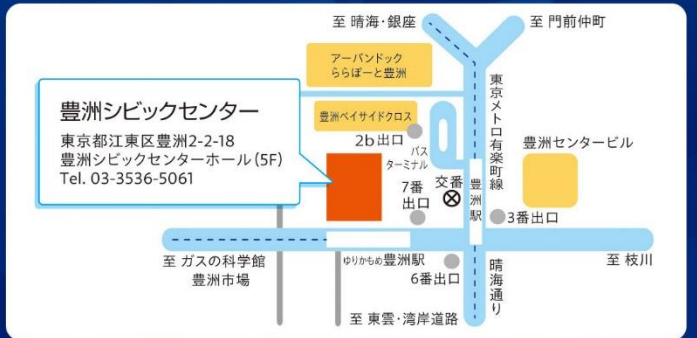 至 晴海・銀座
至 門前仲町
アーバンドック
ららぽーと豊洲
東京メトロ有楽町線
豊洲シビックセンター
東京都江東区豊洲2-2-18
豊洲シビックセンターホール(5F)
Tel. 03-3536-5061
豊洲ベイサイドクロス
2b出口
バス
ターミナル
豊洲センタービル
7番
出口
交番
豊洲駅
3番出口
至 ガスの科学館
豊洲市場
ゆりかもめ豊洲駅
6番出口
晴海通り
至 枝川
至 東雲・湾岸道路